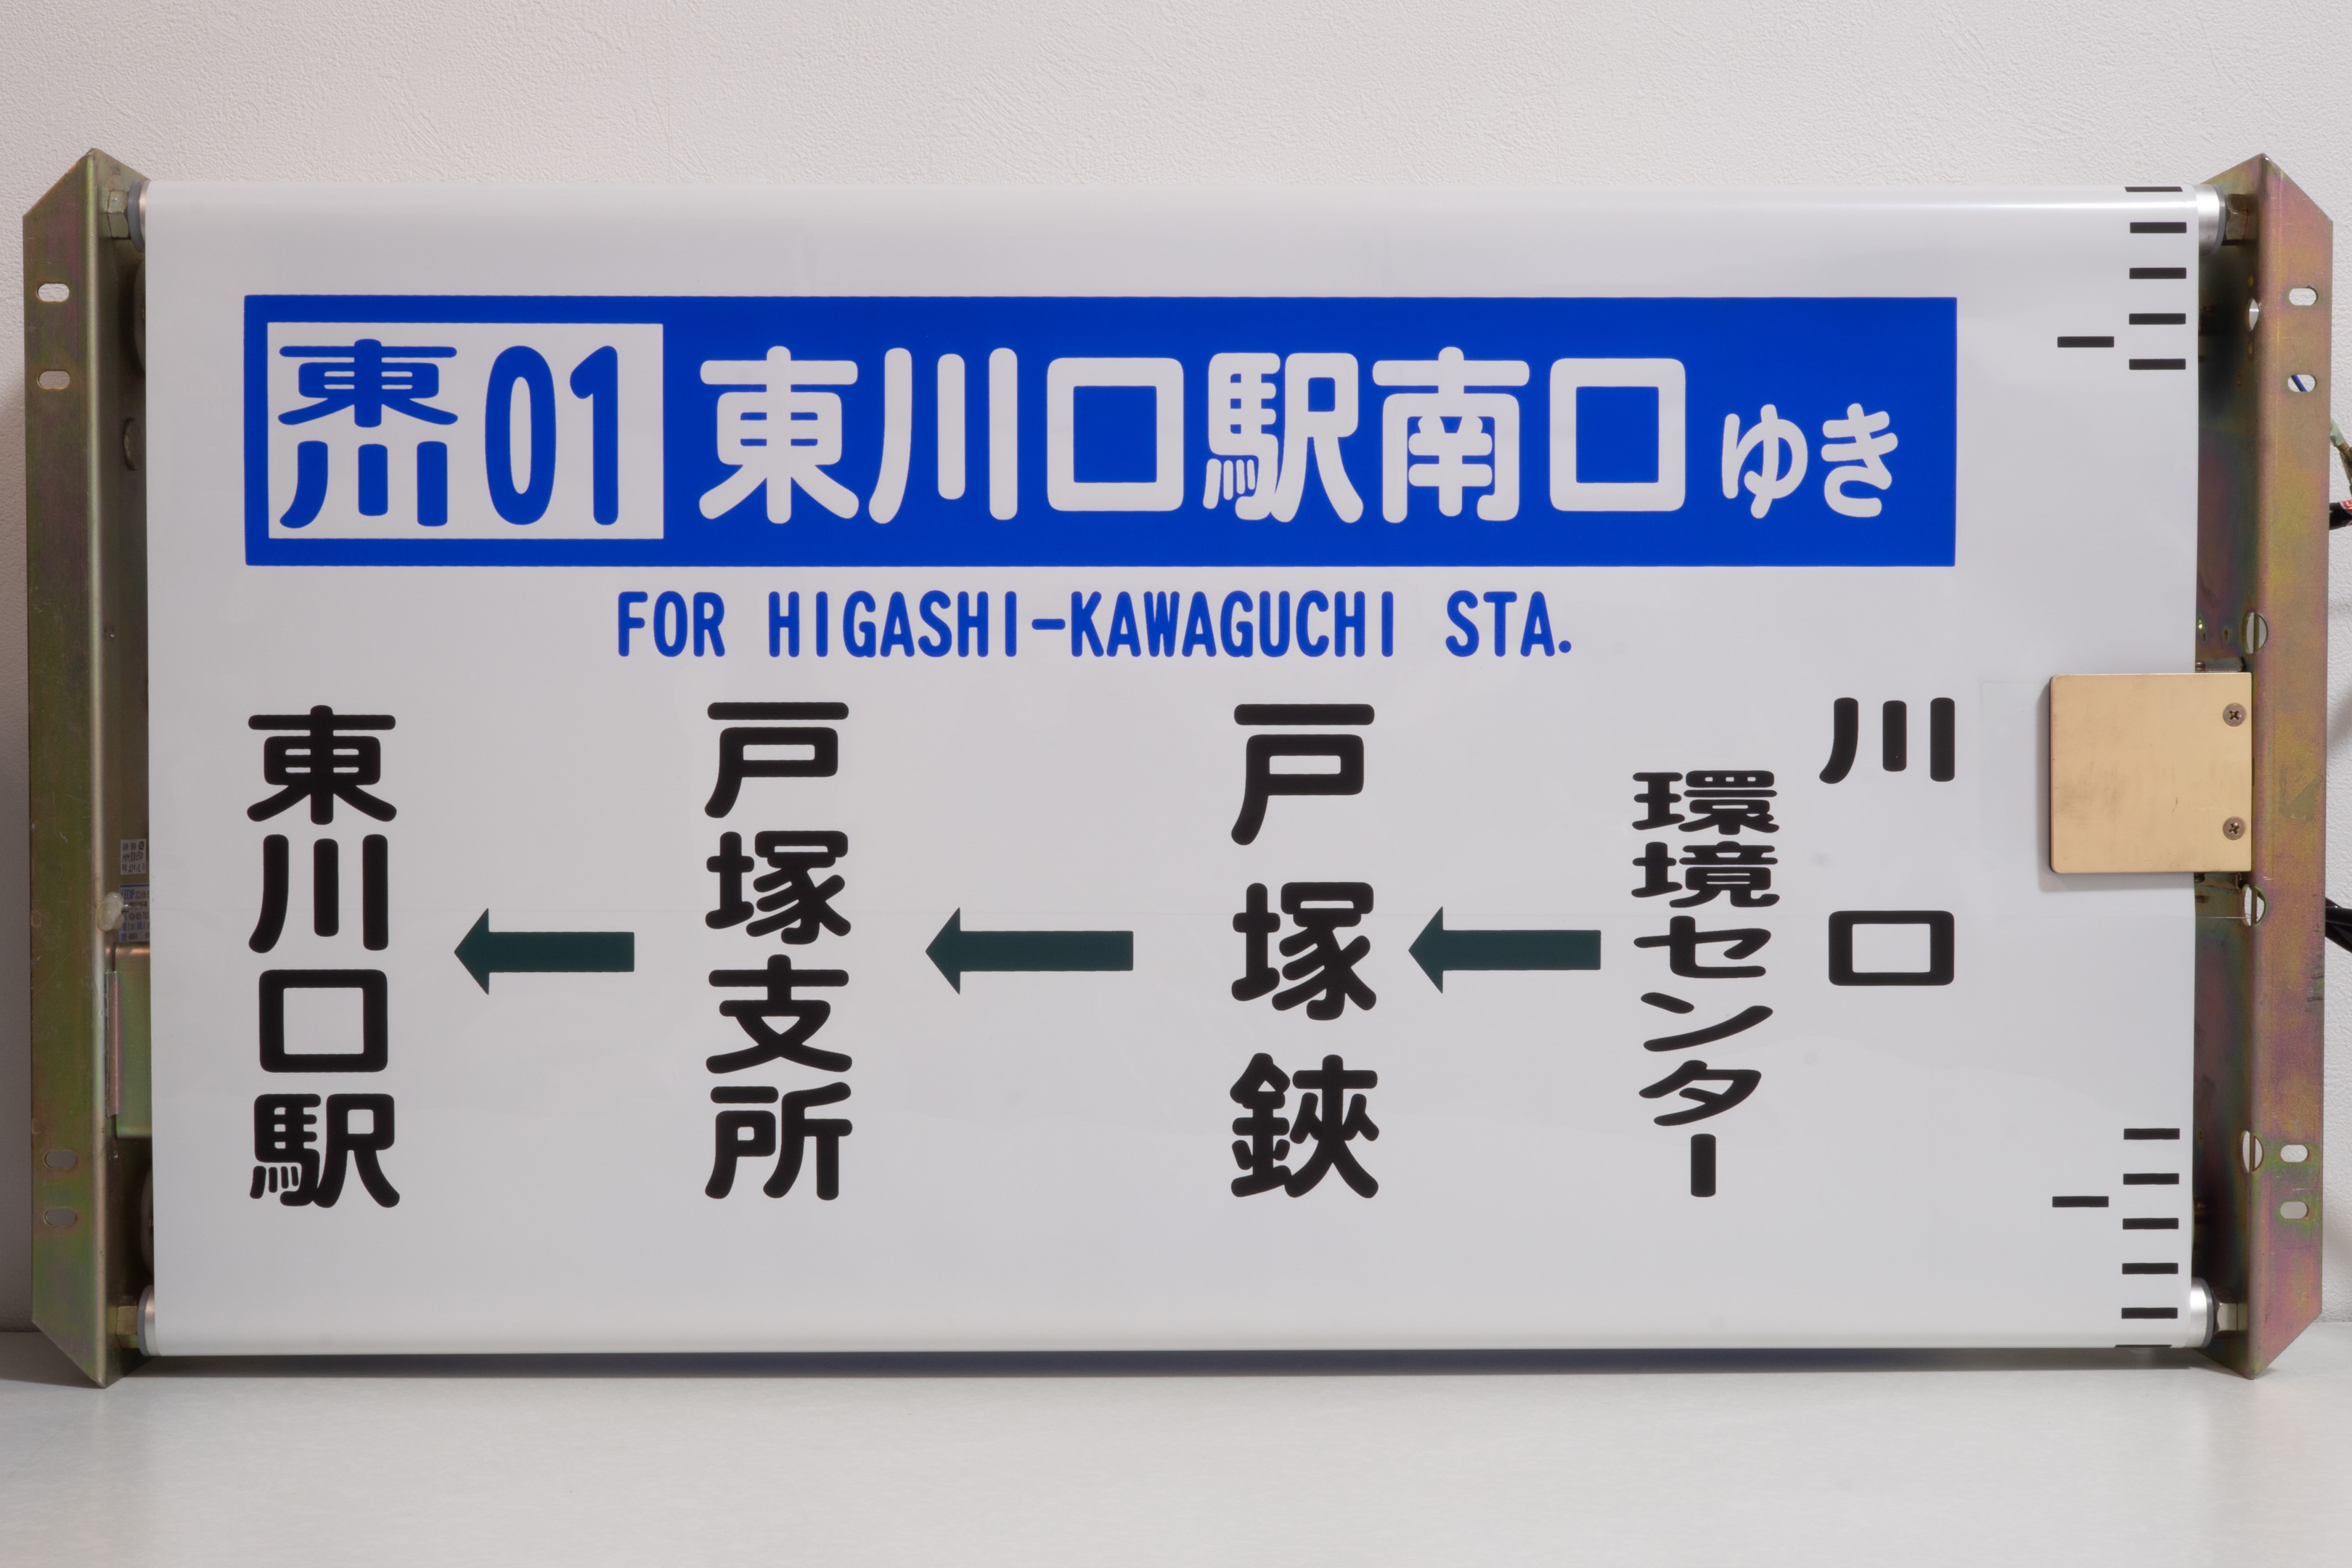 東川01 東川口駅南口ゆき
FOR HIGASHI-KAWAGUCHI STA.
川口
環境センター
戸塚鋏
戸塚支所
東川口駅